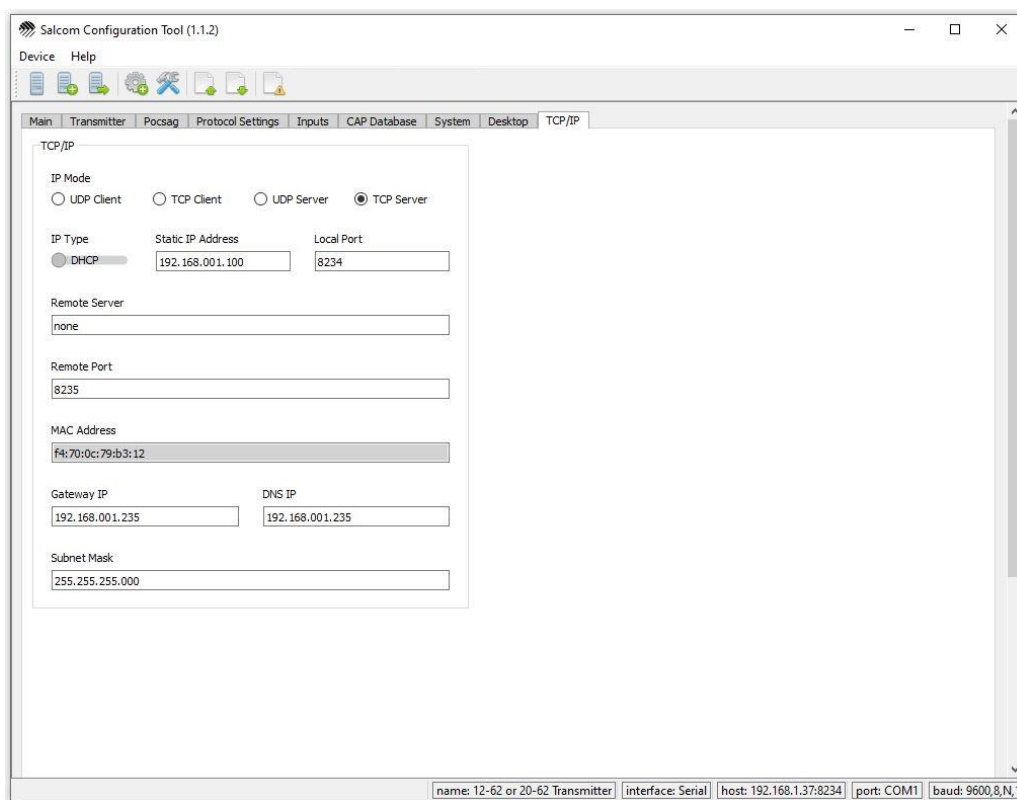 Salcom Configuration Tool (1.1.2)
Device Help
Main Transmitter Pocsag Protocol Settings Inputs CAP Database System Desktop TCP/IP
TCP/IP
IP Mode
UDP Client TCP Client UDP Server TCP Server
IP Type Static IP Address Local Port
DHCP 192.168.001.100 8234
Remote Server
none
Remote Port
8235
MAC Address
f4:70:0c:79:b3:12
Gateway IP DNS IP
192.168.001.235 192.168.001.235
Subnet Mask
255.255.255.000
name: 12-62 or 20-62 Transmitter interface: Serial host: 192.168.1.37:8234 port: COM1 baud: 9600,8,N,